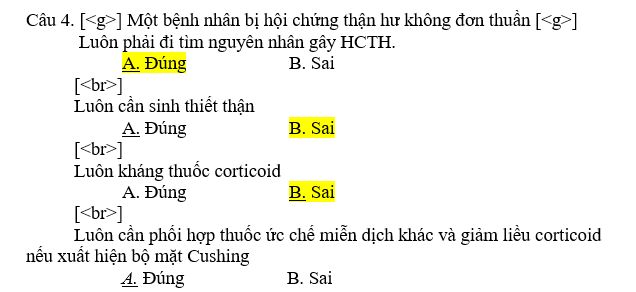 Câu 4. [<g>] Một bệnh nhân bị hội chứng thận hư không đơn thuần [<g>]
Luôn phải đi tìm nguyên nhân gây HCTH.
A. Đúng B. Sai
[<br>]
Luôn cần sinh thiết thận
A. Đúng B. Sai
[<br>]
Luôn kháng thuốc corticoid
A. Đúng B. Sai
[<br>]
Luôn cần phối hợp thuốc ức chế miễn dịch khác và giảm liều corticoid
nếu xuất hiện bộ mặt Cushing
A. Đúng B. Sai